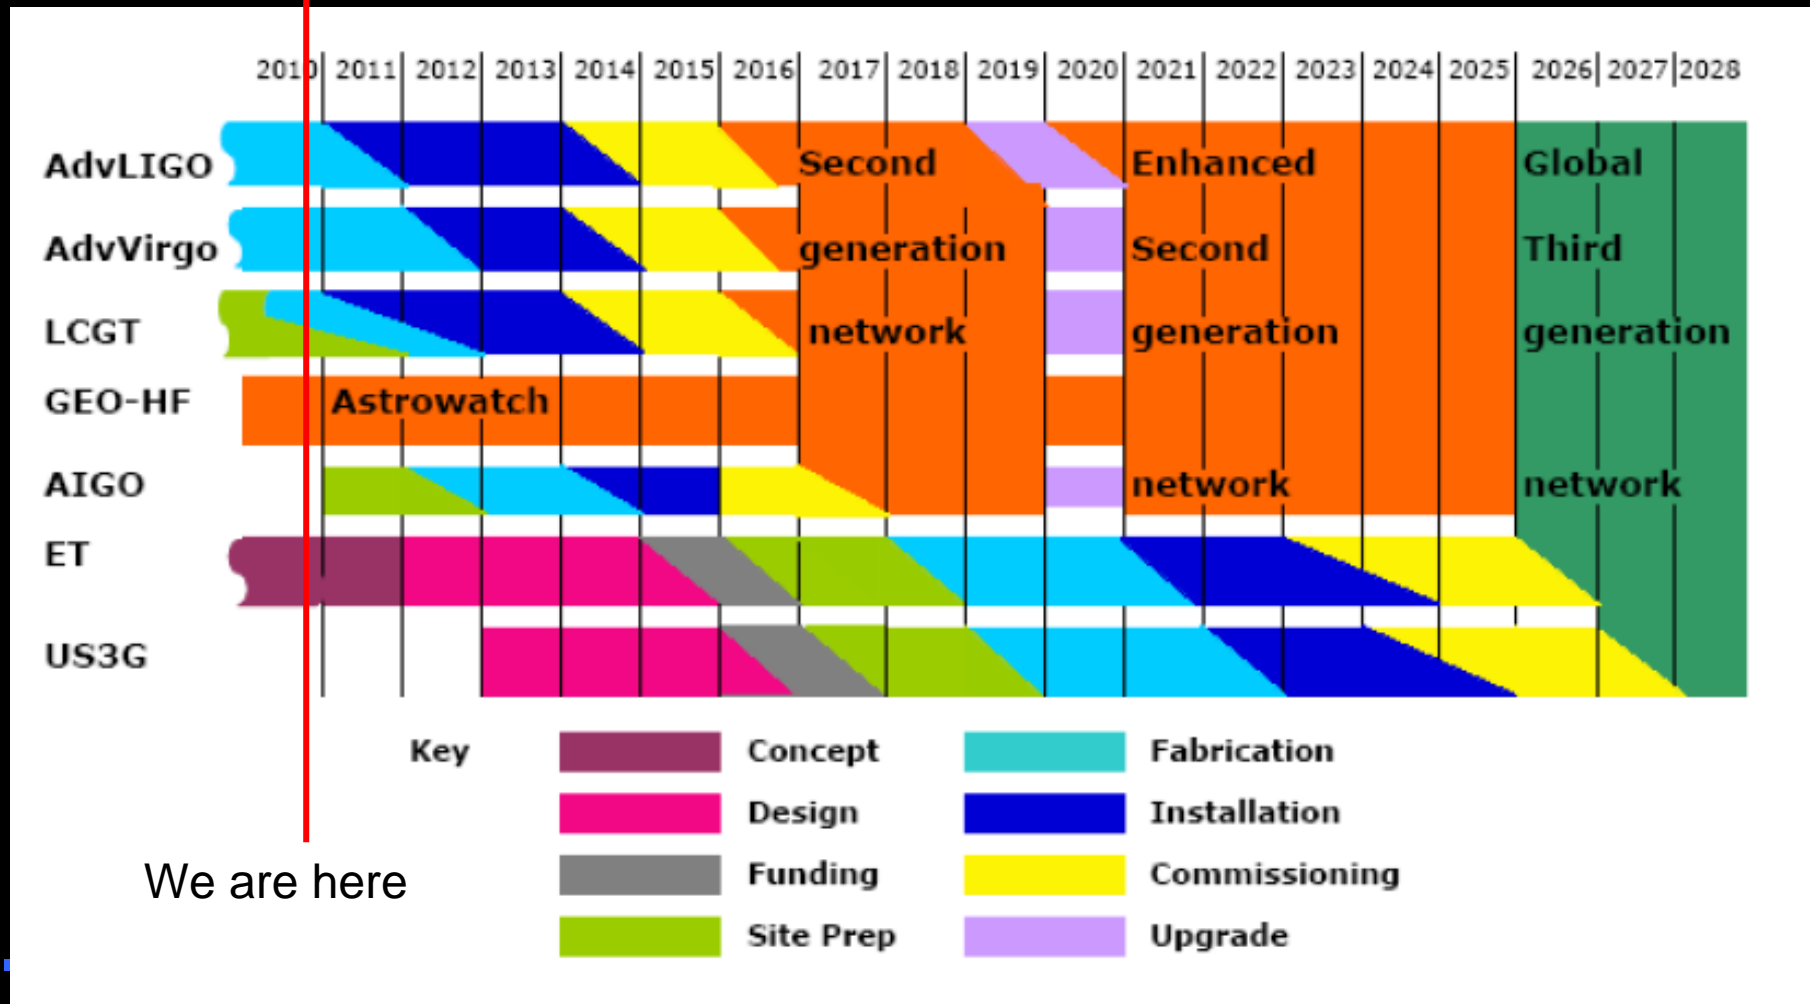 2010 2011 2012 2013 2014 2015 2016 2017 2018 2019 2020 2021 2022 2023 2024 2025 2026 2027 2028
AdvLIGO Second Enhanced Global
AdvVirgo generation Second Third
LCGT network generation generation
GEO-HF Astrowatch
AIGO network network
ET
US3G
Key Concept Fabrication
Design Installation
Funding Commissioning
Site Prep Upgrade
We are here